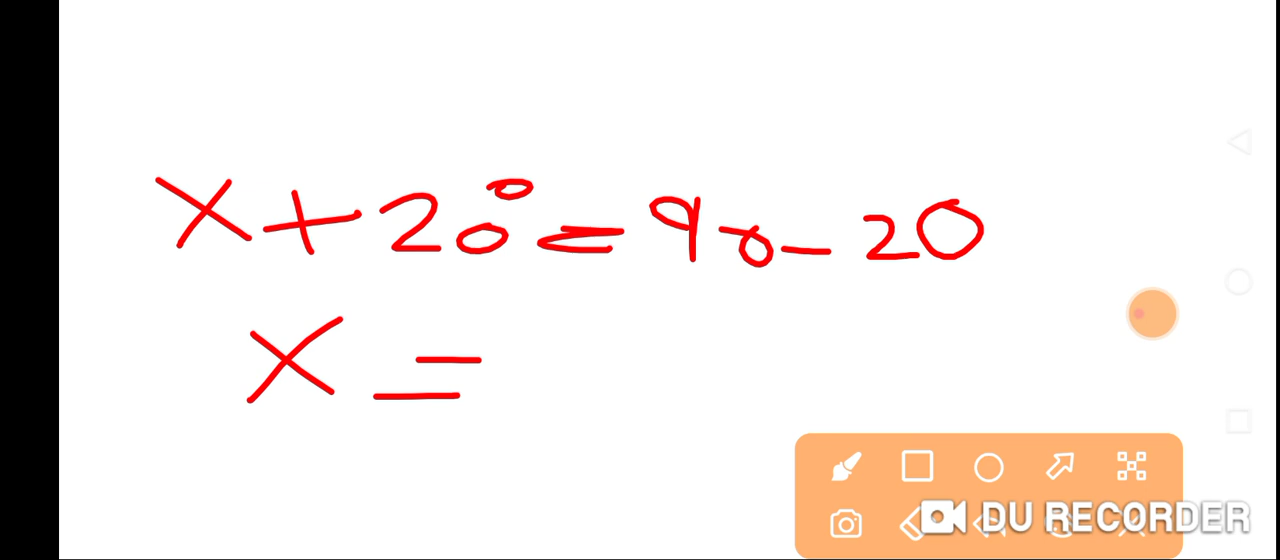 x + 20° = 90 - 20
x =
DU RECORDER